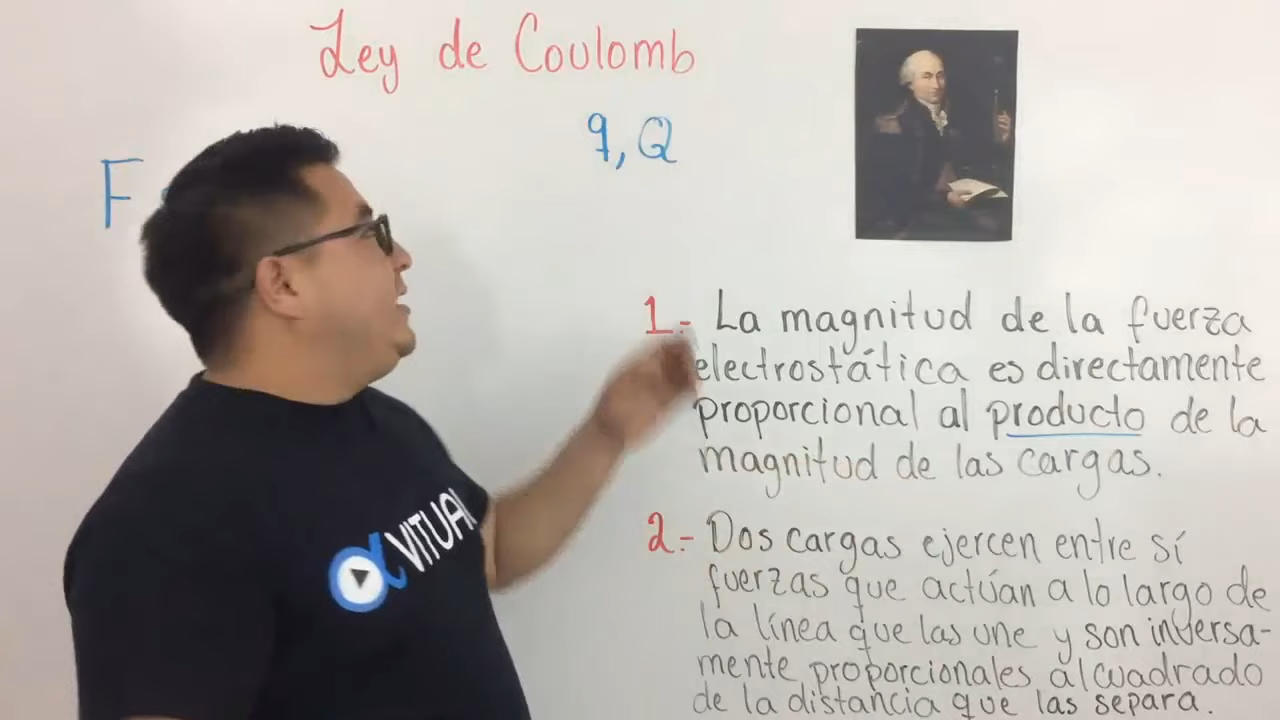 Ley de Coulomb
q, Q
F
1.- La magnitud de la fuerza
electrostática es directamente
proporcional al producto de la
magnitud de las cargas.
2.- Dos cargas ejercen entre sí
fuerzas que actúan a lo largo de
la línea que las une y son inversa-
mente proporcionales al cuadrado
de la distancia que las separa.
VITUAL